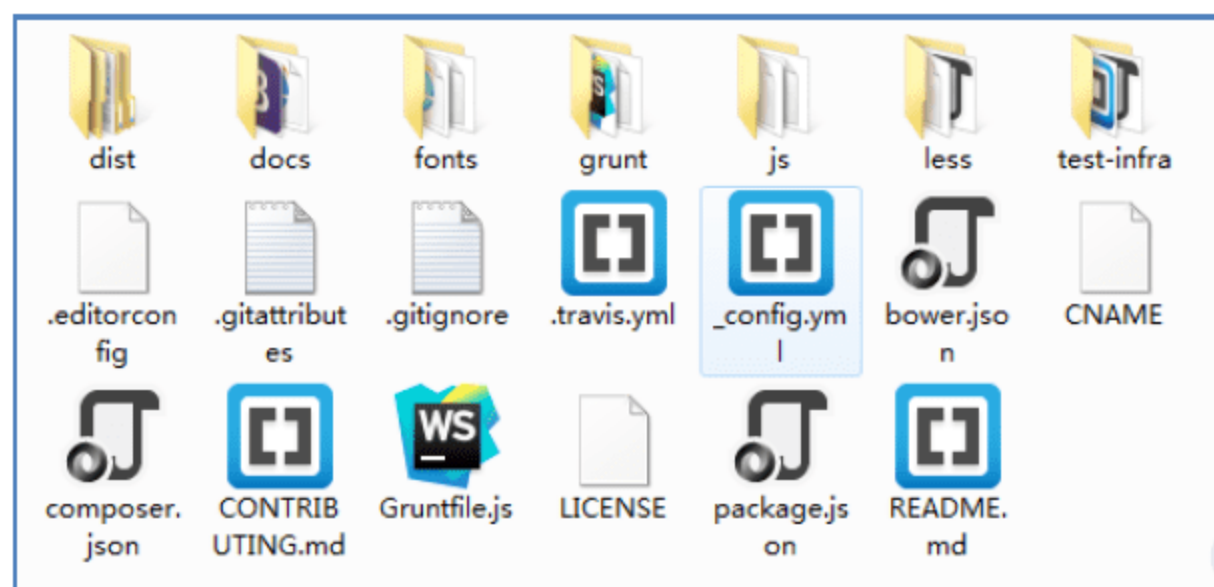 dist docs fonts grunt js less test-infra
.editorcon .gitattribut .gitignore .travis.yml _config.ym bower.jso CNAME
fig es l n
WS
composer. CONTRIB Gruntfile.js LICENSE package.js README.
json UTING.md on md